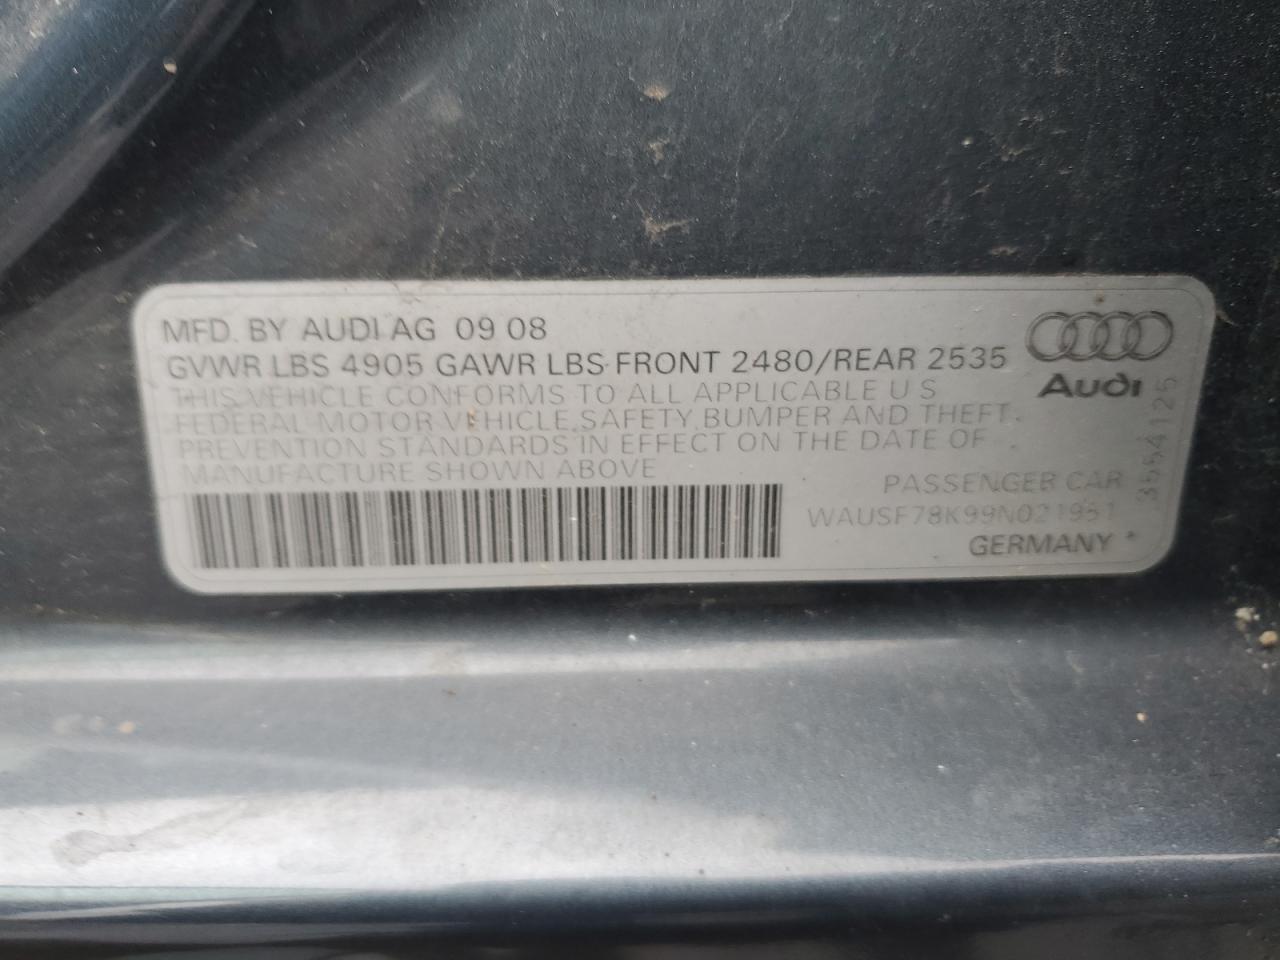 MFD. BY AUDI AG 09 08
GVWR LBS 4905 GAWR LBS FRONT 2480/REAR 2535
THIS VEHICLE CONFORMS TO ALL APPLICABLE U S
FEDERAL MOTOR VEHICLE SAFETY, BUMPER AND THEFT
PREVENTION STANDARDS IN EFFECT ON THE DATE OF
MANUFACTURE SHOWN ABOVE
Audi
PASSENGER CAR
GERMANY *